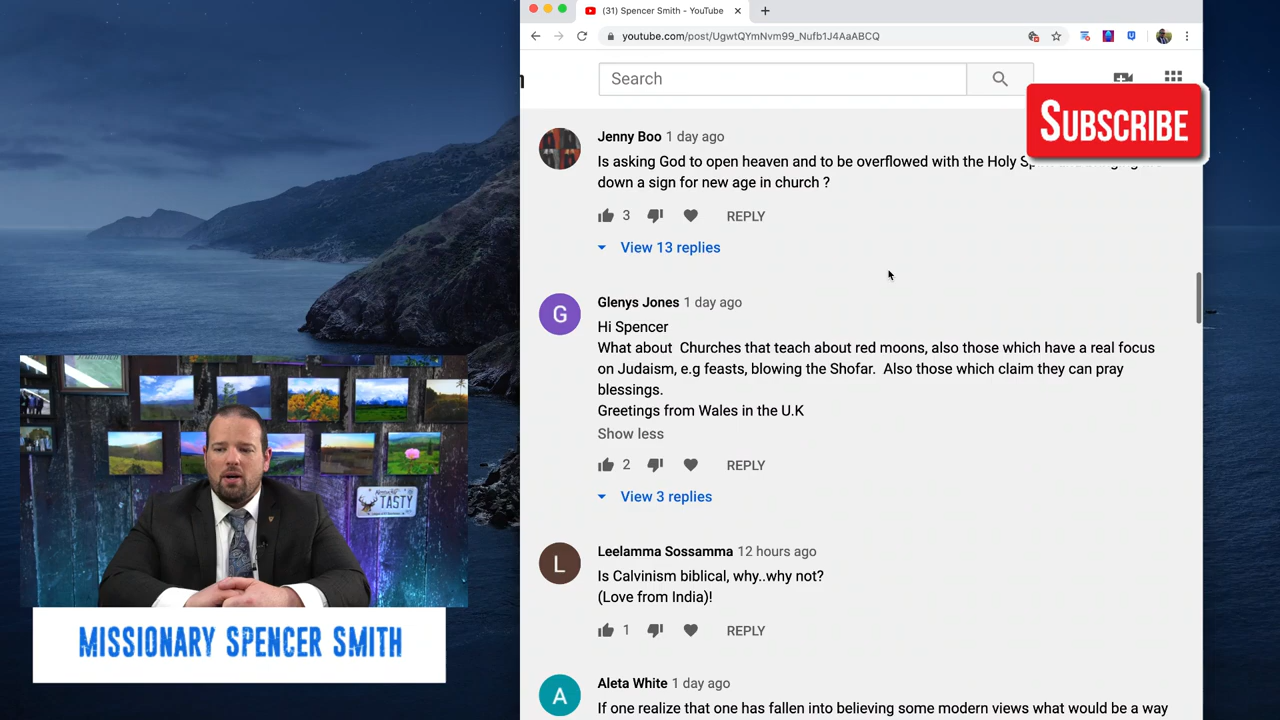 (31) Spencer Smith - YouTube
youtube.com/post/UgwtQYmNvm99_Nufb1J4AaABCQ
Search
SUBSCRIBE
Jenny Boo 1 day ago
Is asking God to open heaven and to be overflowed with the Holy
down a sign for new age in church ?
3 REPLY
View 13 replies
G
Glenys Jones 1 day ago
Hi Spencer
What about Churches that teach about red moons, also those which have a real focus
on Judaism, e.g feasts, blowing the Shofar. Also those which claim they can pray
blessings.
Greetings from Wales in the U.K
Show less
2 REPLY
View 3 replies
L
Leelamma Sossamma 12 hours ago
Is Calvinism biblical, why..why not?
(Love from India)!
1 REPLY
A
Aleta White 1 day ago
If one realize that one has fallen into believing some modern views what would be a way
TASTY
MISSIONARY SPENCER SMITH